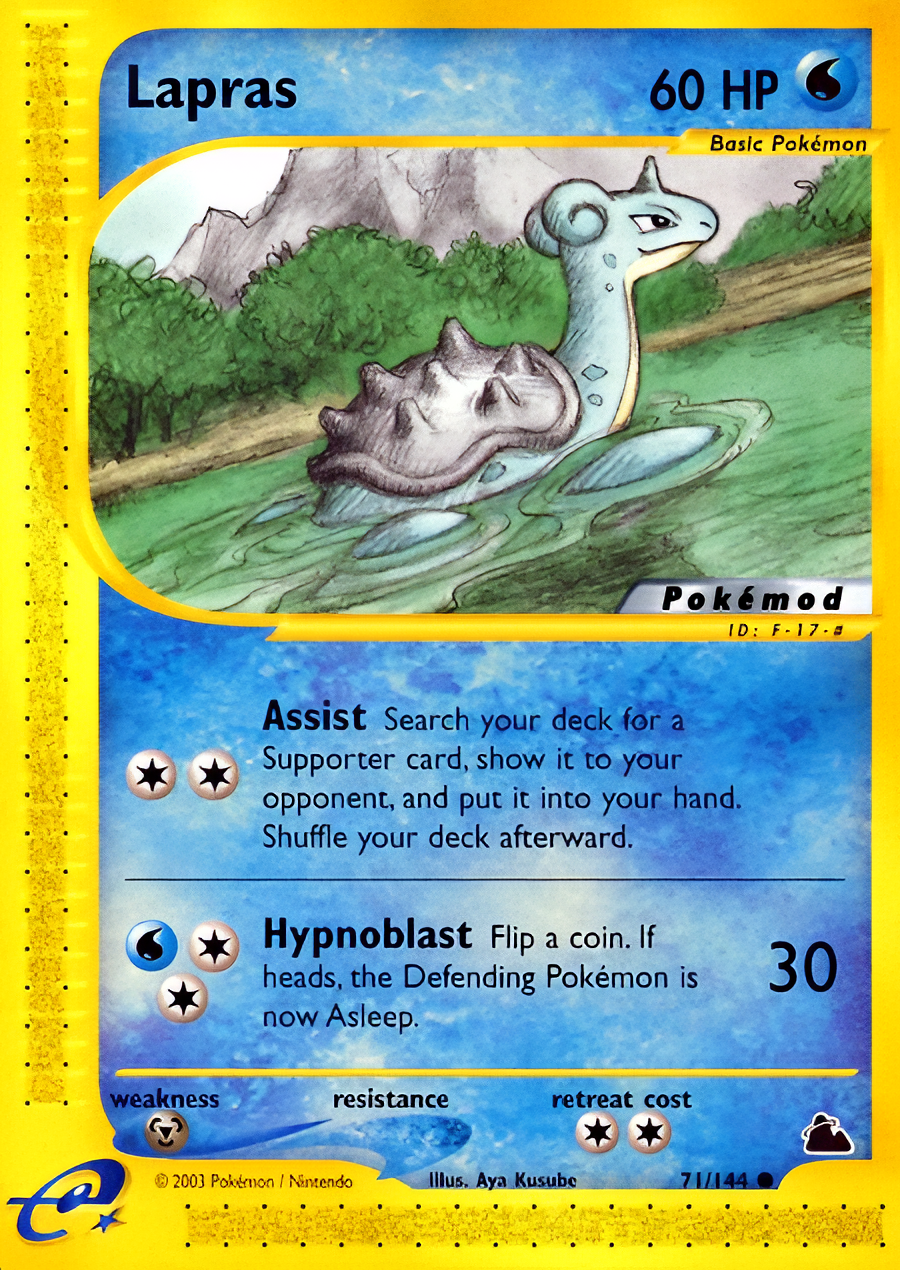 Lapras
60 HP
Basic Pokémon
Pokémod
ID: F-17-#
Assist Search your deck for a
Supporter card, show it to your
opponent, and put it into your hand.
Shuffle your deck afterward.
Hypnoblast Flip a coin. If
heads, the Defending Pokémon is
now Asleep.
30
weakness
resistance
retreat cost
© 2003 Pokémon / Nintendo
Illus. Aya Kusube
71/144 ●
e